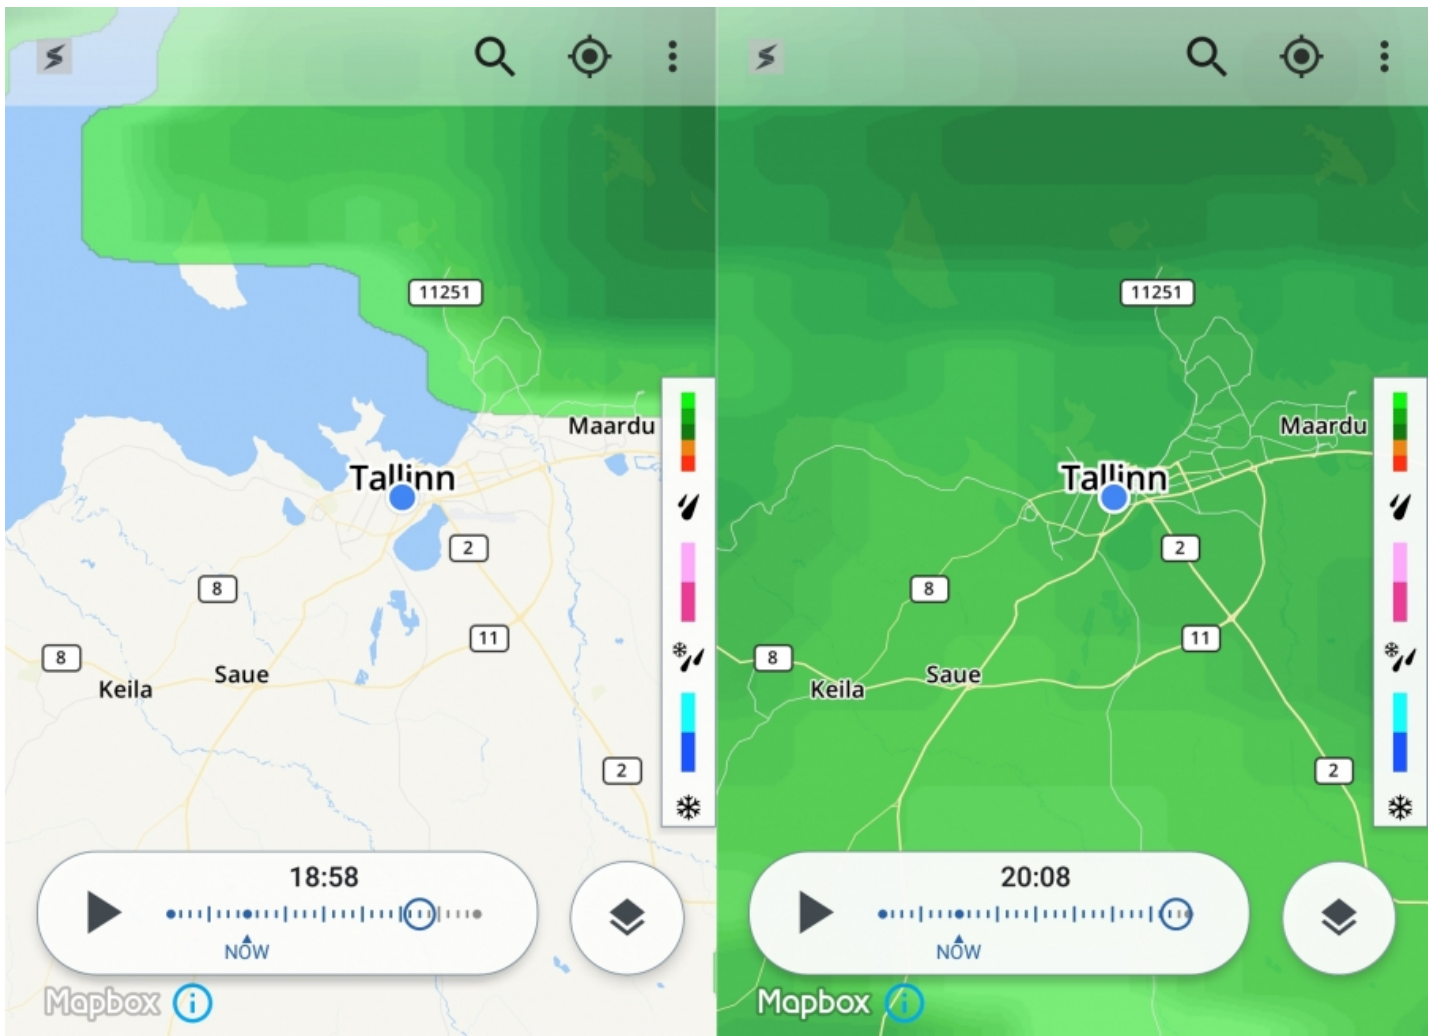 11251
Maardu
Tallinn
2
8
11
8
Saue
Keila
2
18:58
NOW
Mapbox i
11251
Maardu
Tallinn
2
8
11
8
Saue
Keila
2
20:08
NOW
Mapbox i